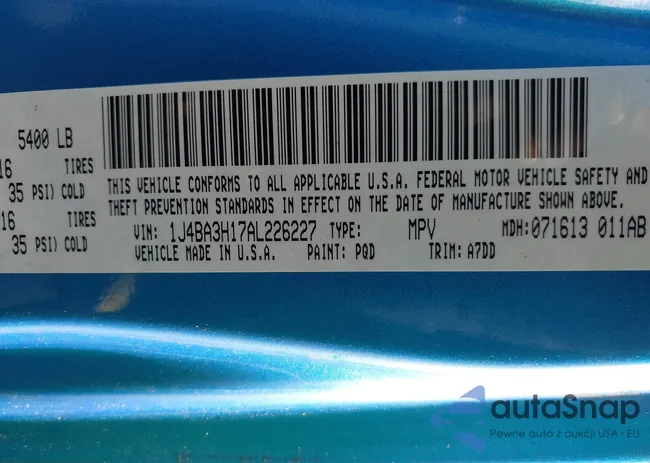 5400 LB
16 TIRES
35 PSI) COLD
16 TIRES
35 PSI) COLD
THIS VEHICLE CONFORMS TO ALL APPLICABLE U.S.A. FEDERAL MOTOR VEHICLE SAFETY AND
THEFT PREVENTION STANDARDS IN EFFECT ON THE DATE OF MANUFACTURE SHOWN ABOVE.
VIN: 1J4BA3H17AL226227 TYPE: MPV MDH:071613 011AB
VEHICLE MADE IN U.S.A. PAINT: PQD TRIM: A7DD
autaSnap
Pewne auto z aukcji USA - EU